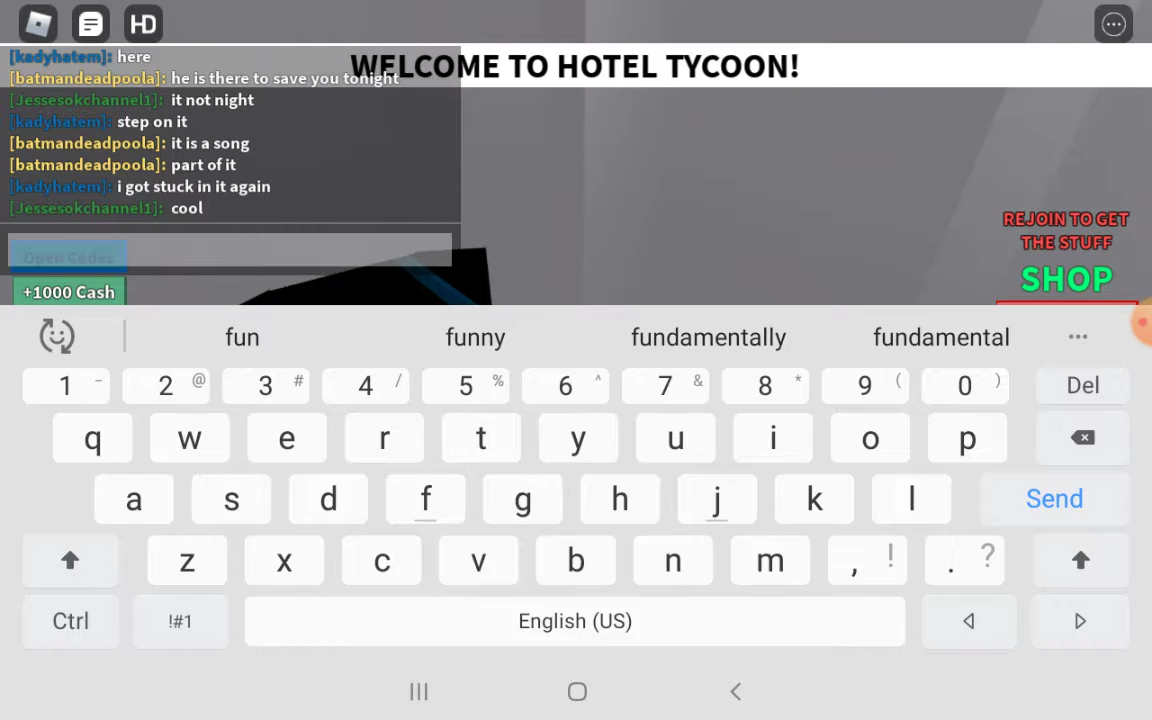 HD
WELCOME TO HOTEL TYCOON!
[kadyhatem]: here
[batmandeadpoola]: he is there to save you tonight
[Jessesokchannel1]: it not night
[kadyhatem]: step on it
[batmandeadpoola]: it is a song
[batmandeadpoola]: part of it
[kadyhatem]: i got stuck in it again
[Jessesokchannel1]: cool
Open Codes
+1000 Cash
REJOIN TO GET
THE STUFF
SHOP
fun funny fundamentally fundamental ...
1 - 2 @ 3 # 4 / 5 % 6 ^ 7 & 8 * 9 ( 0 ) Del
q w e r t y u i o p
a s d f g h j k l Send
z x c v b n m , ! . ?
Ctrl !#1 English (US)